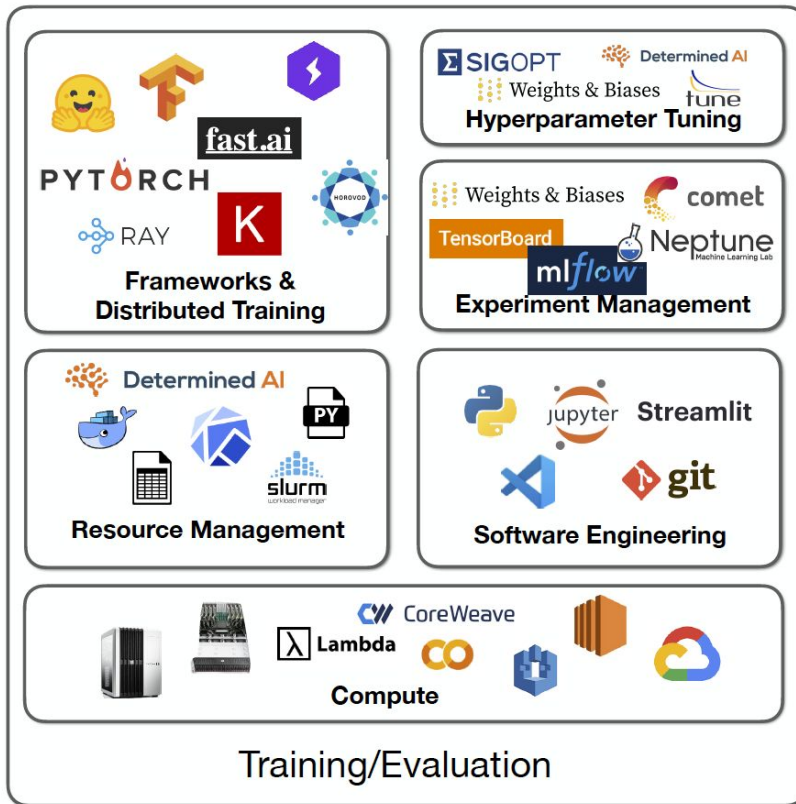 SIGOPT
Determined AI
Weights & Biases
tune
Hyperparameter Tuning
fast.ai
PYTORCH
HOROVOD
RAY
K
Frameworks &
Distributed Training
Weights & Biases
comet
TensorBoard
Neptune
Machine Learning Lab
mlflow™
Experiment Management
Determined AI
PY
slurm
workload manager
Resource Management
jupyter
Streamlit
git
Software Engineering
CoreWeave
Lambda
Compute
Training/Evaluation